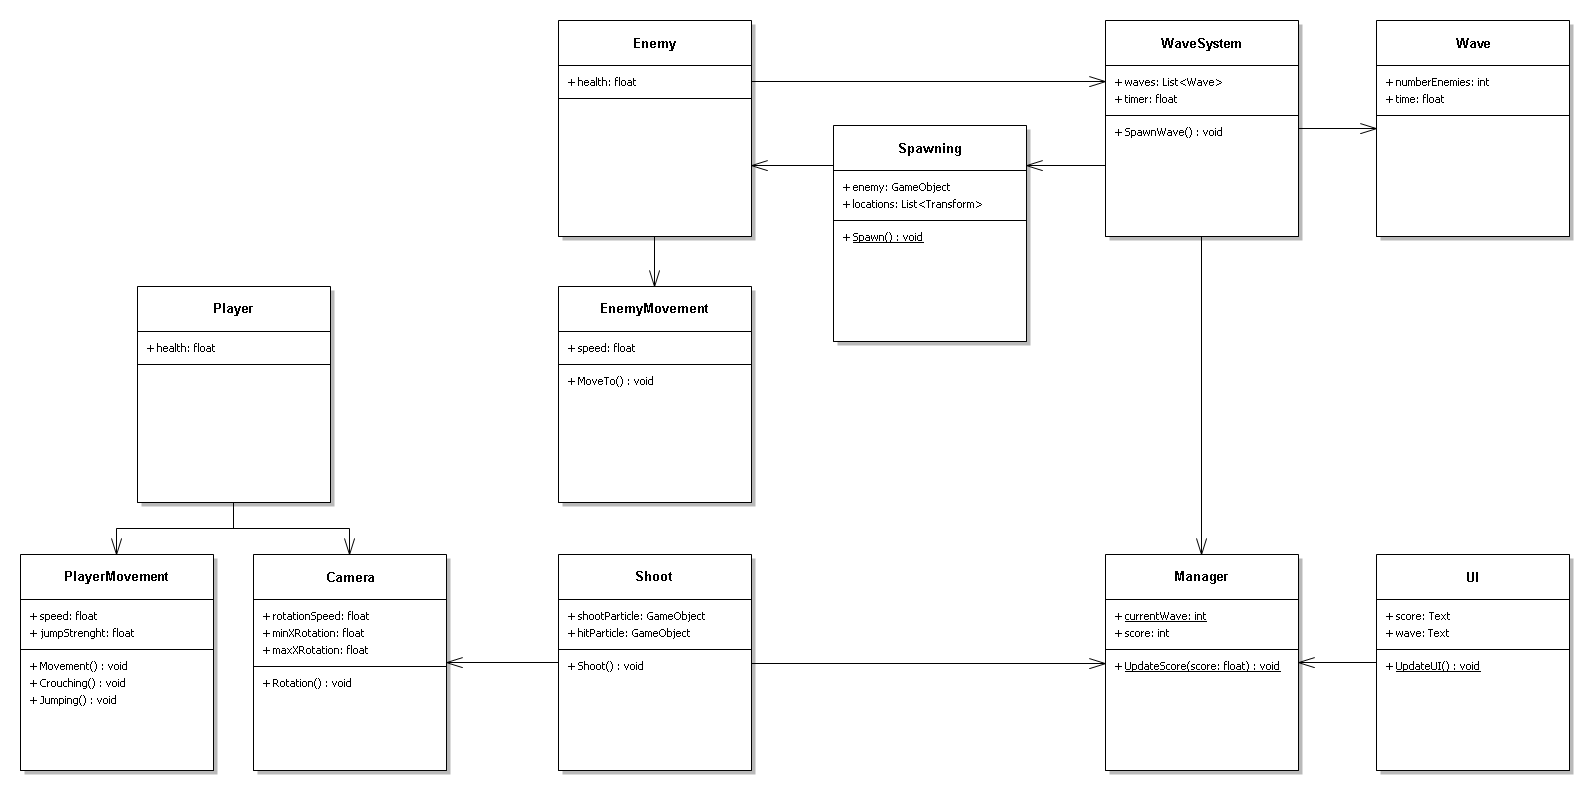 Enemy
+ health: float
WaveSystem
+ waves: List<Wave>
+ timer: float
+ SpawnWave() : void
Wave
+ numberEnemies: int
+ time: float
Spawning
+ enemy: GameObject
+ locations: List<Transform>
+ Spawn() : void
Player
+ health: float
EnemyMovement
+ speed: float
+ MoveTo() : void
PlayerMovement
+ speed: float
+ jumpStrenght: float
+ Movement() : void
+ Crouching() : void
+ Jumping() : void
Camera
+ rotationSpeed: float
+ minXRotation: float
+ maxXRotation: float
+ Rotation() : void
Shoot
+ shootParticle: GameObject
+ hitParticle: GameObject
+ Shoot() : void
Manager
+ currentWave: int
+ score: int
+ UpdateScore(score: float) : void
UI
+ score: Text
+ wave: Text
+ UpdateUI() : void